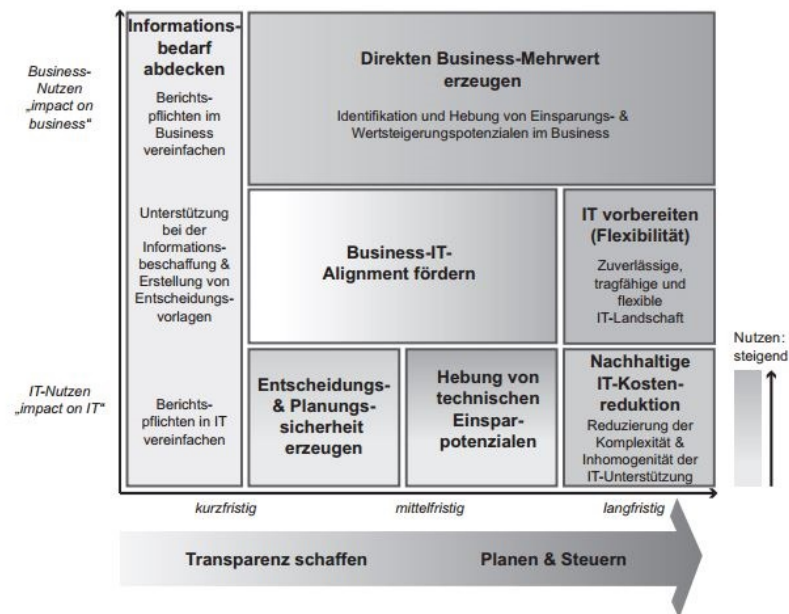 Business-
Nutzen
„impact on
business“
Informations-
bedarf
abdecken
Berichts-
pflichten im
Business
vereinfachen
Unterstützung
bei der
Informations-
beschaffung &
Erstellung von
Entscheidungs-
vorlagen
Berichts-
pflichten in IT
vereinfachen
Direkten Business-Mehrwert
erzeugen
Identifikation und Hebung von Einsparungs- &
Wertsteigerungspotenzialen im Business
Business-IT-
Alignment fördern
IT vorbereiten
(Flexibilität)
Zuverlässige,
tragfähige und
flexible
IT-Landschaft
IT-Nutzen
„impact on IT“
Entscheidungs-
& Planungs-
sicherheit
erzeugen
Hebung von
technischen
Einspar-
potenzialen
Nachhaltige
IT-Kosten-
reduktion
Reduzierung der
Komplexität &
Inhomogenität der
IT-Unterstützung
Nutzen:
steigend
kurzfristig
mittelfristig
langfristig
Transparenz schaffen
Planen & Steuern